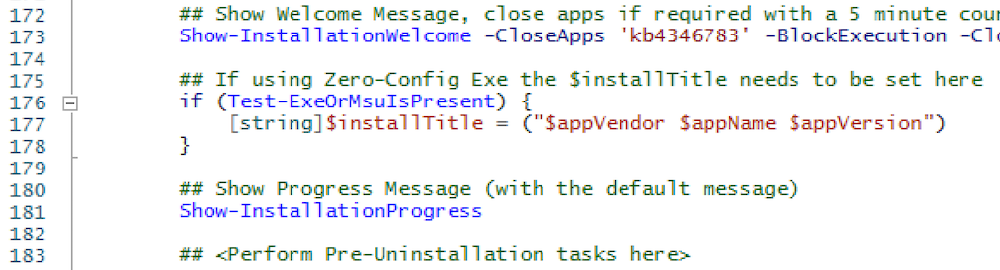 172 ## Show Welcome Message, close apps if required with a 5 minute
173 Show-InstallationWelcome -CloseApps 'kb4346783' -BlockExecution
174
175 ## If using Zero-Config Exe the $installTitle needs to be set here
176 if (Test-ExeOrMsuIsPresent) {
177 [string]$installTitle = ("$appVendor $appName $appVersion")
178 }
179
180 ## Show Progress Message (with the default message)
181 Show-InstallationProgress
182
183 ## <Perform Pre-Uninstallation tasks here>